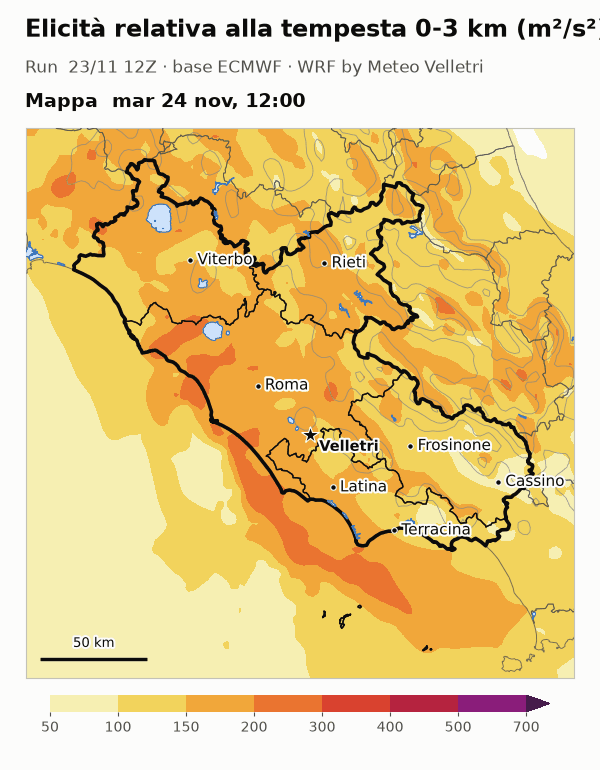 Elicità relativa alla tempesta 0-3 km (m²/s²)
Run 23/11 12Z · base ECMWF · WRF by Meteo Velletri
Mappa mar 24 nov, 12:00
Viterbo
Rieti
Roma
Velletri
Frosinone
Cassino
Latina
Terracina
50 km
50 100 150 200 300 400 500 700